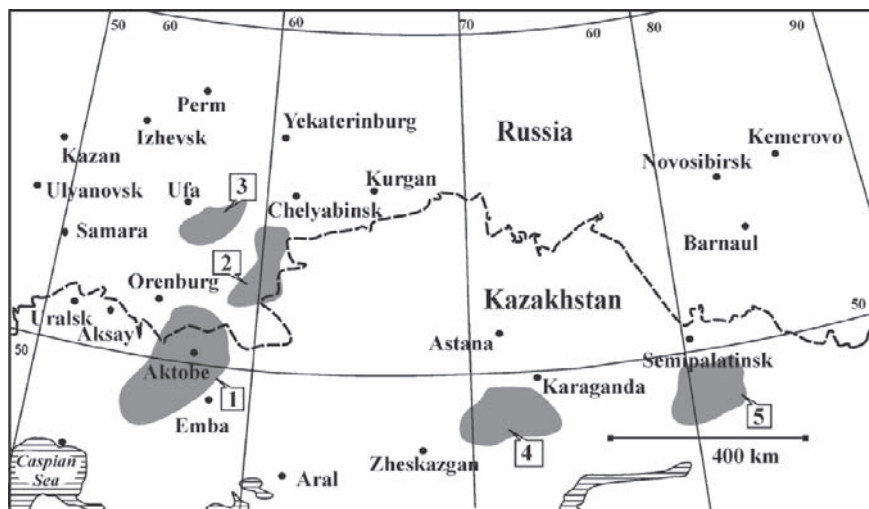 50
60
60
70
60
80
90
Perm
Izhevsk
Yekaterinburg
Russia
Kazan
Kemerovo
Novosibirsk
Ulyanovsk
Ufa
3
Kurgan
Chelyabinsk
Samara
Barnaul
2
Orenburg
Kazakhstan
Uralsk
Aksay
50
Astana
50
Semipalatinsk
Aktobe
1
Karaganda
Emba
5
4
400 km
Caspian
Sea
Zheskazgan
Aral